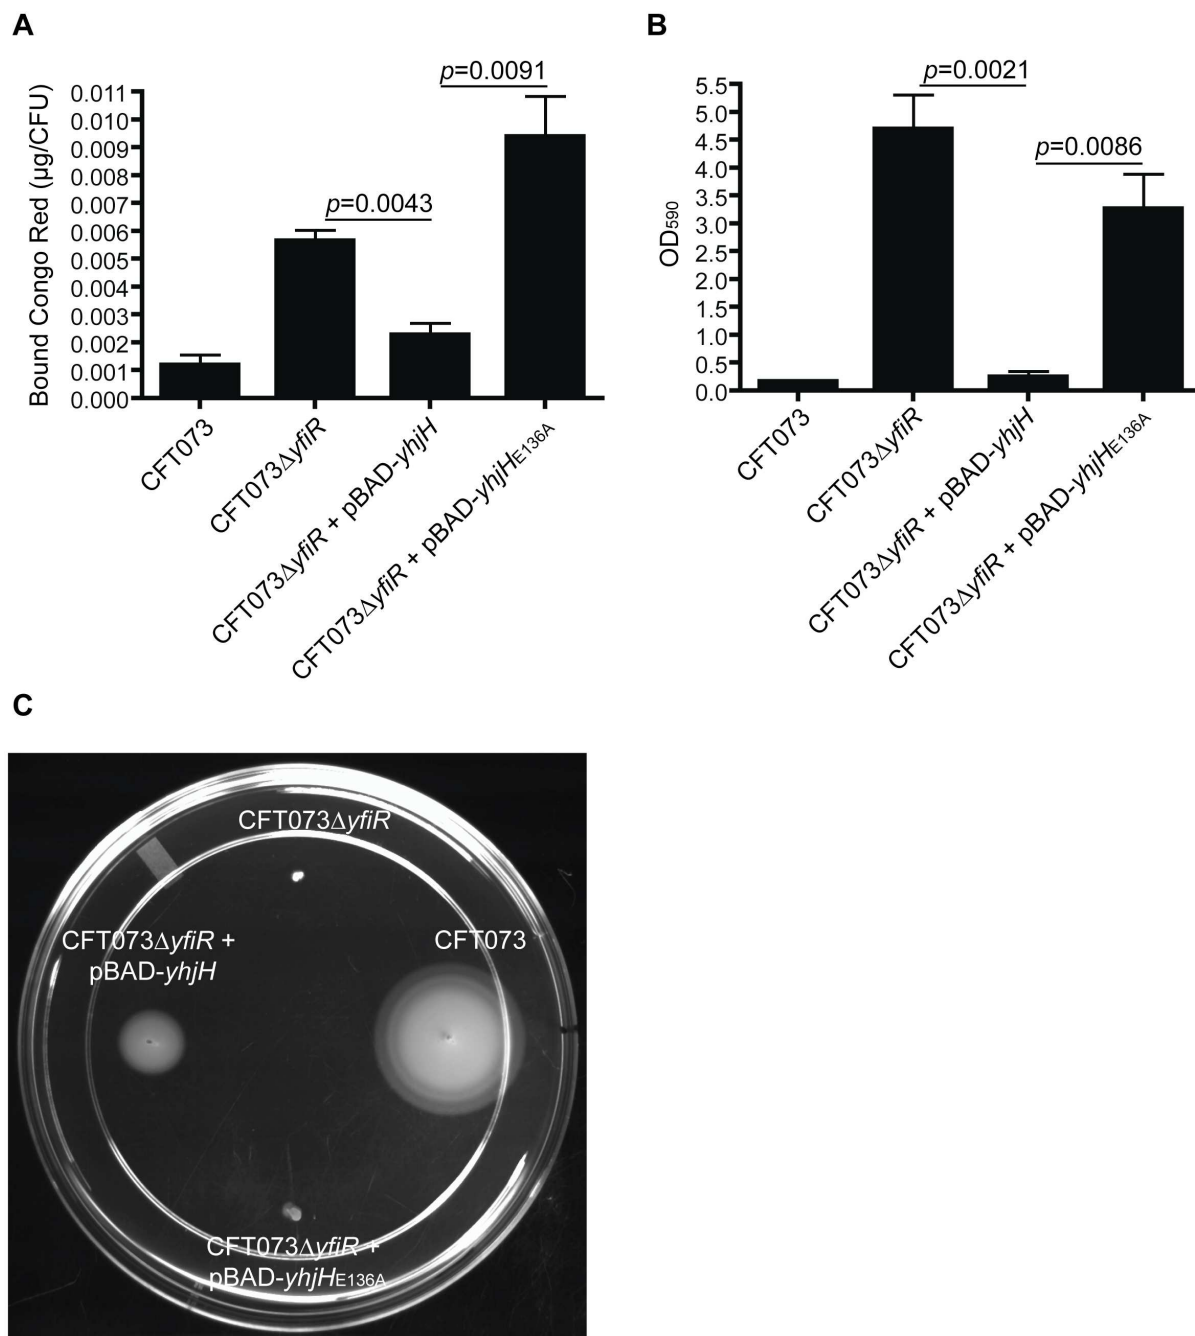 A
p=0.0091
p=0.0043
Bound Congo Red (µg/CFU)
0.011
0.010
0.009
0.008
0.007
0.006
0.005
0.004
0.003
0.002
0.001
0.000
CFT073
CFT073ΔyfiR
CFT073ΔyfiR + pBAD-yhjH
CFT073ΔyfiR + pBAD-yhjHE136A
B
p=0.0021
p=0.0086
OD590
5.5
5.0
4.5
4.0
3.5
3.0
2.5
2.0
1.5
1.0
0.5
0.0
CFT073
CFT073ΔyfiR
CFT073ΔyfiR + pBAD-yhjH
CFT073ΔyfiR + pBAD-yhjHE136A
C
CFT073ΔyfiR
CFT073ΔyfiR +
pBAD-yhjH
CFT073
CFT073ΔyfiR +
pBAD-yhjHE136A